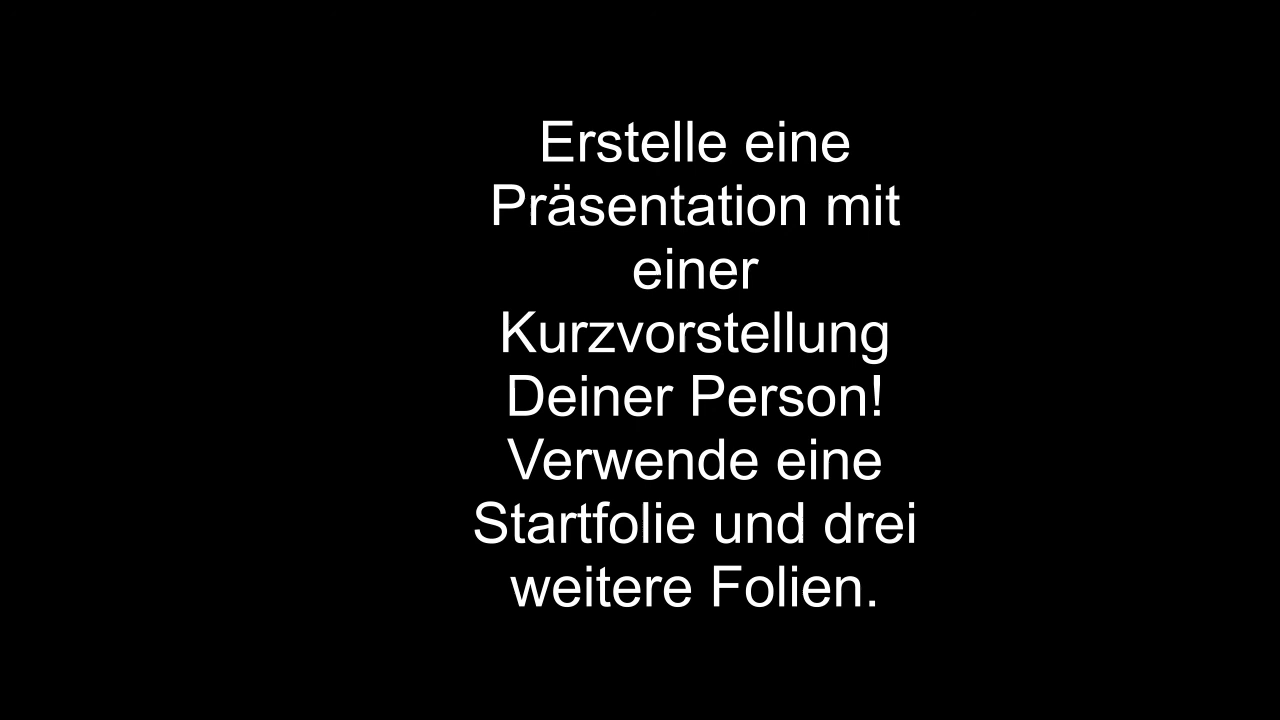 Erstelle eine
Präsentation mit
einer
Kurzvorstellung
Deiner Person!
Verwende eine
Startfolie und drei
weitere Folien.